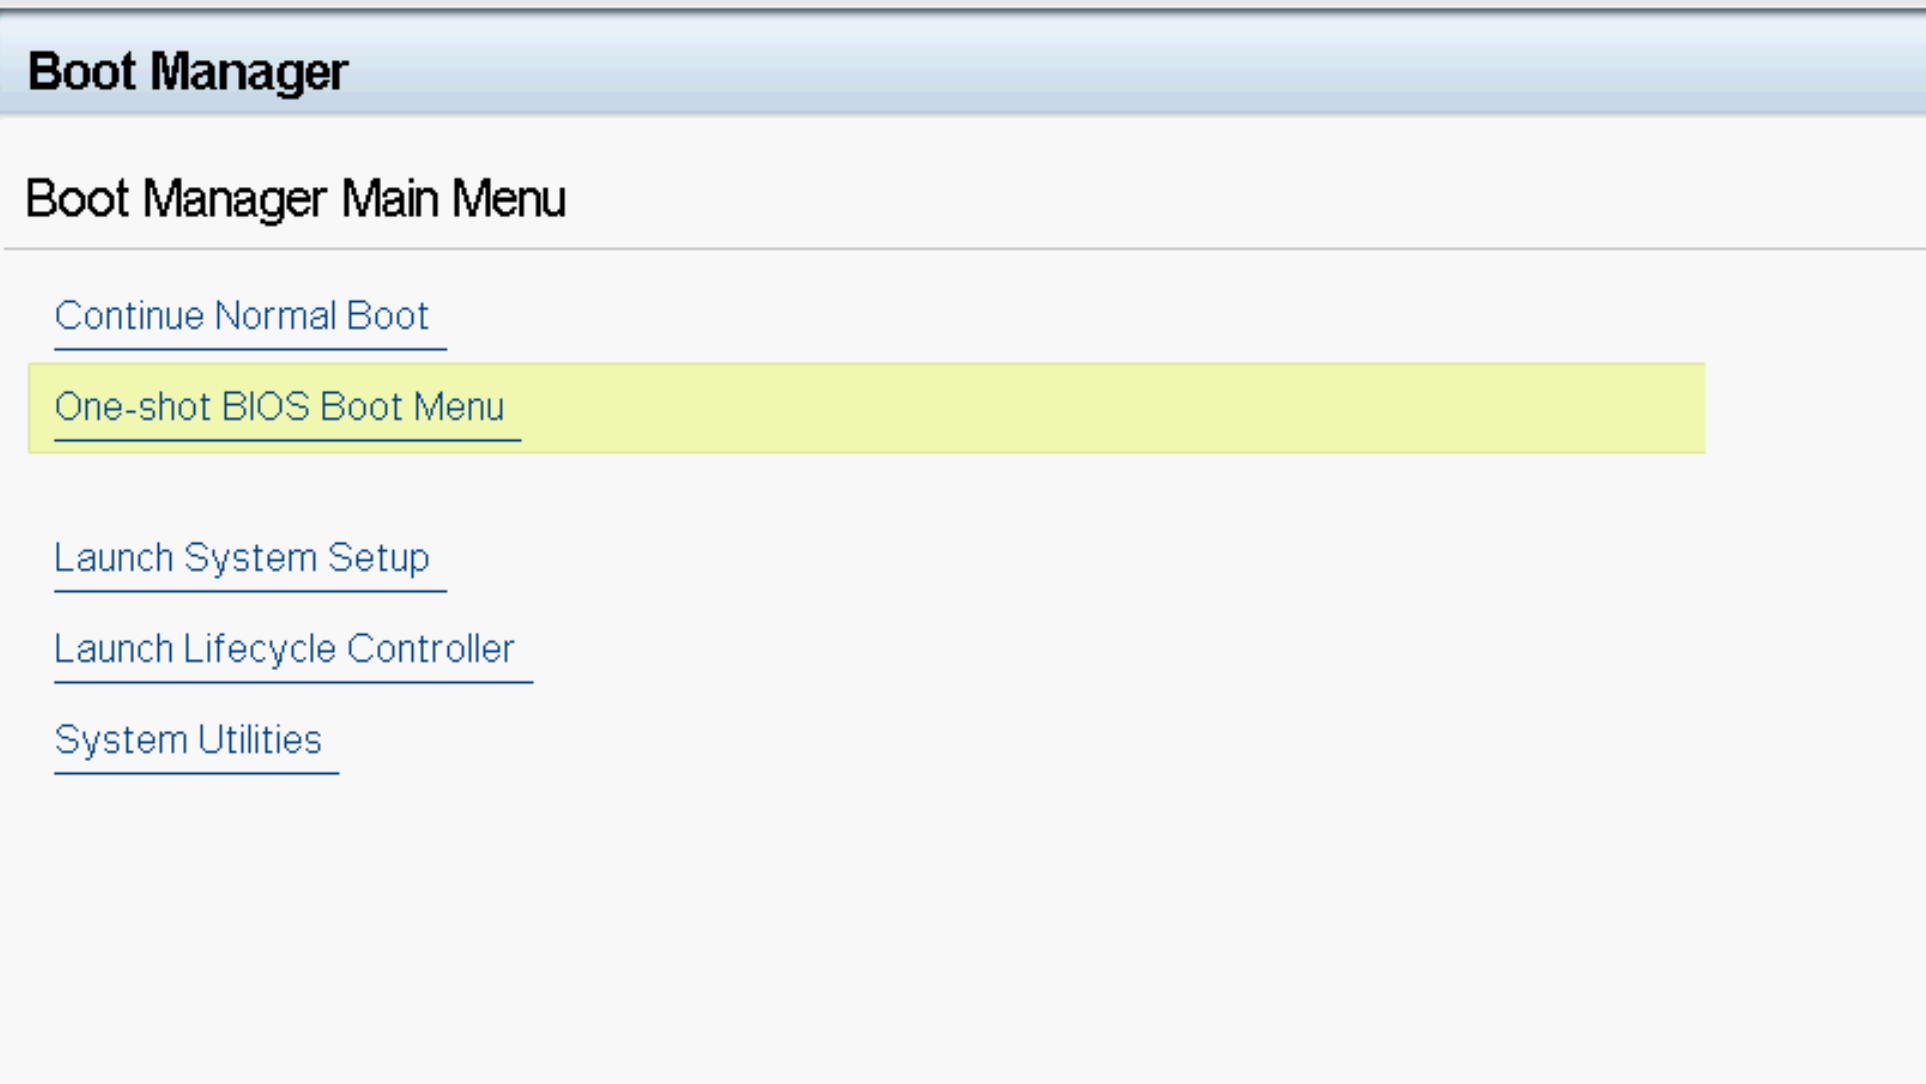 Boot Manager
Boot Manager Main Menu
Continue Normal Boot
One-shot BIOS Boot Menu
Launch System Setup
Launch Lifecycle Controller
System Utilities